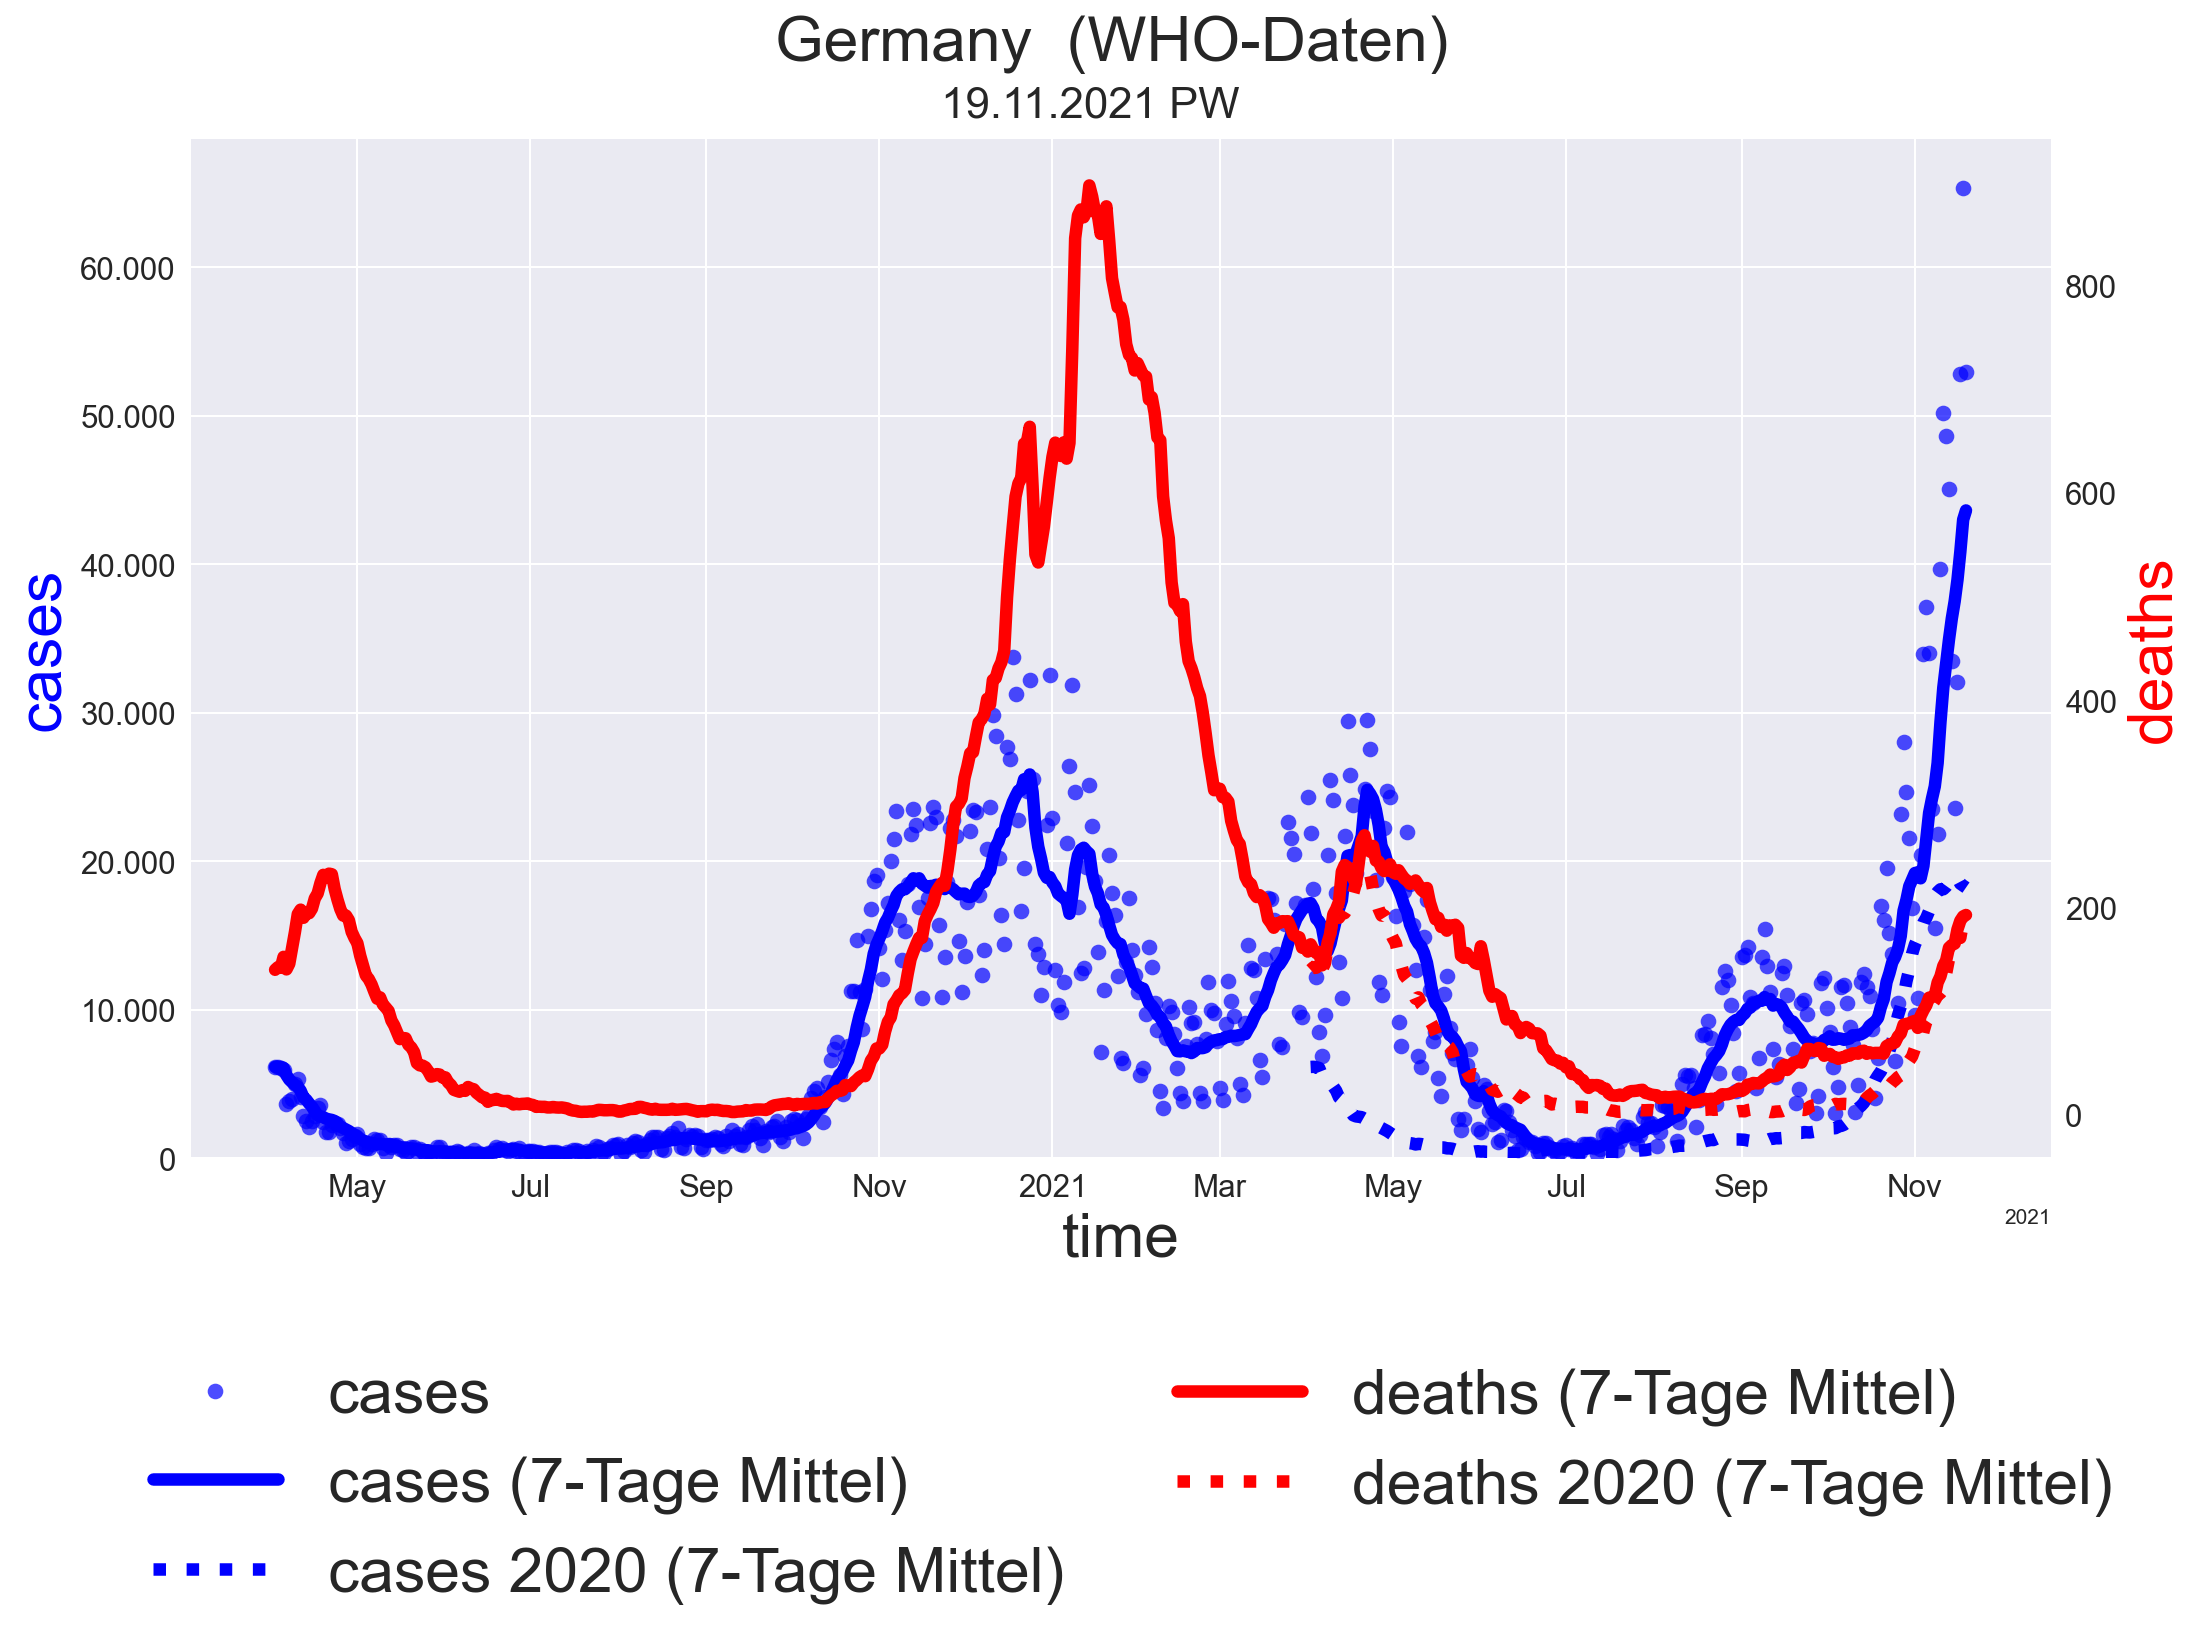 Germany  (WHO-Daten)
19.11.2021 PW
60.000
50.000
40.000
30.000
20.000
10.000
0
cases
800
600
400
200
0
deaths
May Jul Sep Nov 2021 Mar May Jul Sep Nov
2021
time
cases
cases (7-Tage Mittel)
cases 2020 (7-Tage Mittel)
deaths (7-Tage Mittel)
deaths 2020 (7-Tage Mittel)